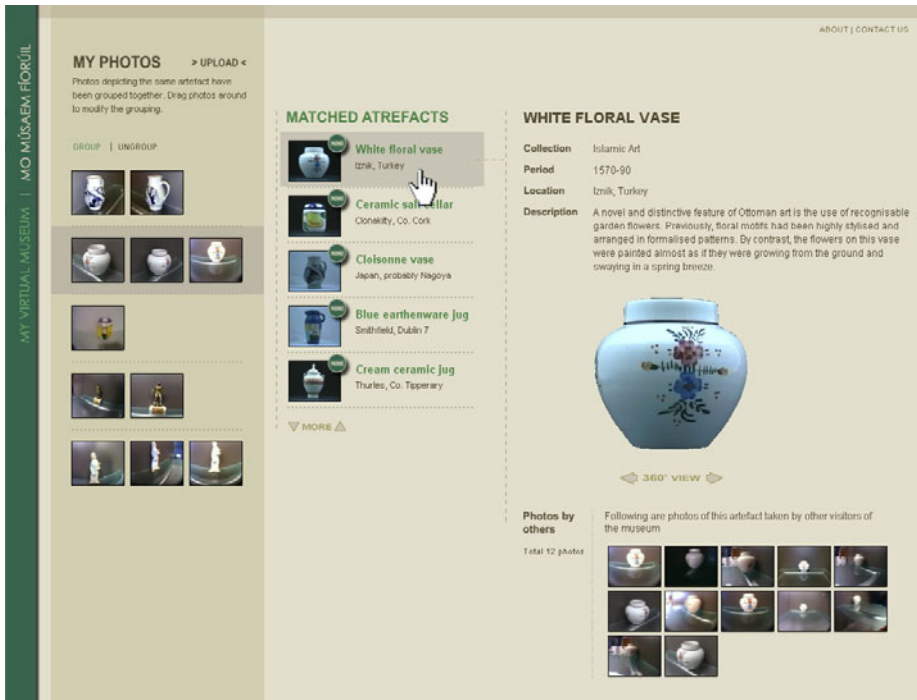 ABOUT | CONTACT US
MY VIRTUAL MUSEUM | MO MÚSAEM FÍORÚIL
MY PHOTOS > UPLOAD <
Photos depicting the same artefact have
been grouped together. Drag photos around
to modify the grouping.
GROUP | UNGROUP
MATCHED ATREFACTS
White floral vase
Iznik, Turkey
Ceramic salt cellar
Clonakilty, Co. Cork
Cloisonne vase
Japan, probably Nagoya
Blue earthenware jug
Smithfield, Dublin 7
Cream ceramic jug
Thurles, Co. Tipperary
MORE
WHITE FLORAL VASE
Collection Islamic Art
Period 1570-90
Location Iznik, Turkey
Description A novel and distinctive feature of Ottoman art is the use of recognisable
garden flowers. Previously, floral motifs had been highly stylised and
arranged in formalised patterns. By contrast, the flowers on this vase
were painted almost as if they were growing from the ground and
swaying in a spring breeze.
360° VIEW
Photos by
others
Total 12 photos
Following are photos of this artefact taken by other visitors of
the museum